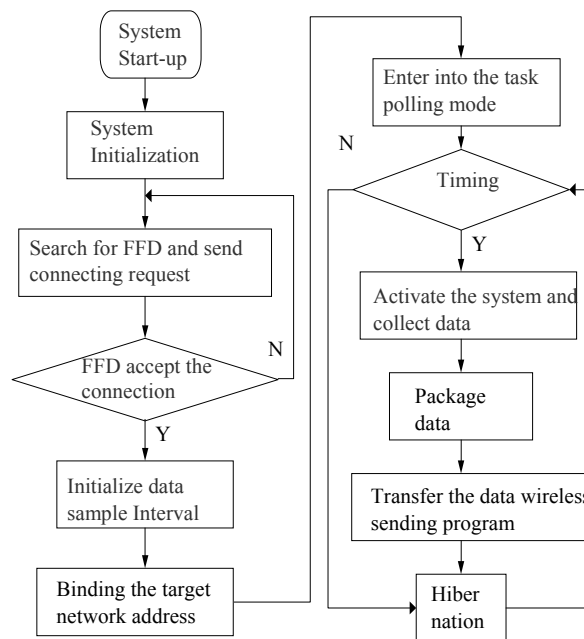 System
Start-up
System
Initialization
Search for FFD and send
connecting request
FFD accept the
connection
N
Y
Initialize data
sample Interval
Binding the target
network address
Enter into the task
polling mode
N
Timing
Y
Activate the system and
collect data
Package
data
Transfer the data wireless
sending program
Hiber
nation